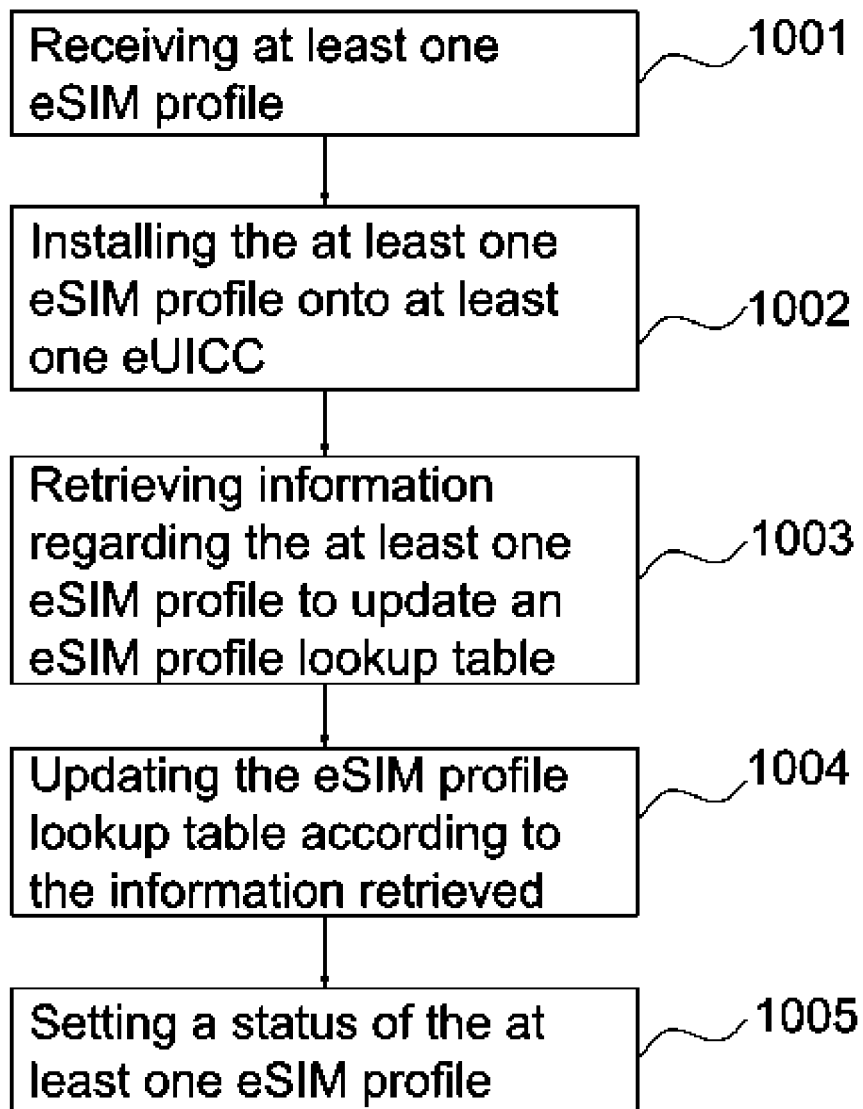 Receiving at least one
eSIM profile
1001
Installing the at least one
eSIM profile onto at least
one eUICC
1002
Retrieving information
regarding the at least one
eSIM profile to update an
eSIM profile lookup table
1003
Updating the eSIM profile
lookup table according to
the information retrieved
1004
Setting a status of the at
least one eSIM profile
1005